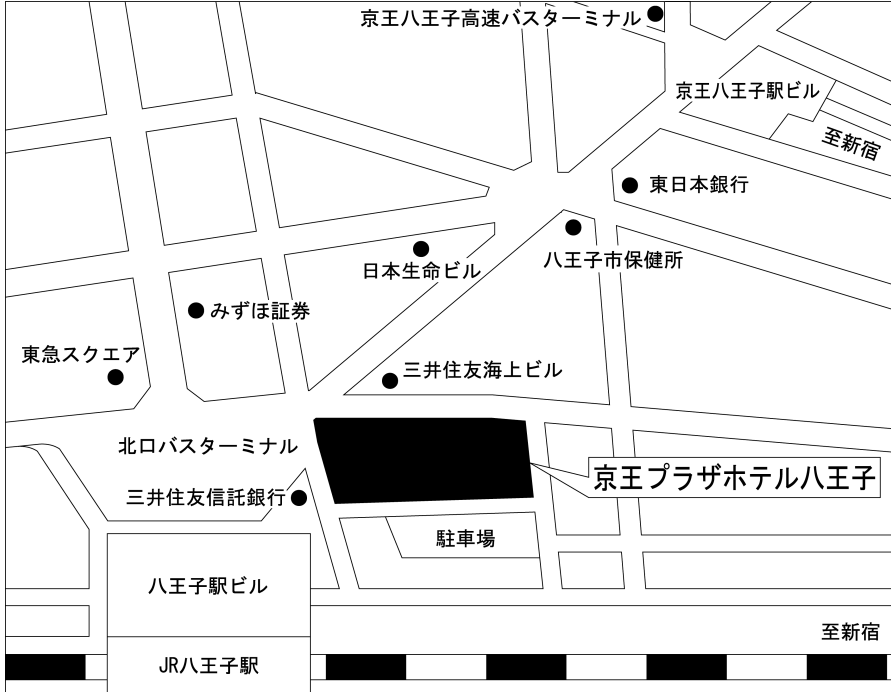 京王八王子高速バスターミナル
京王八王子駅ビル
至新宿
東日本銀行
八王子市保健所
日本生命ビル
みずほ証券
東急スクエア
三井住友海上ビル
北口バスターミナル
京王プラザホテル八王子
三井住友信託銀行
駐車場
八王子駅ビル
至新宿
JR八王子駅